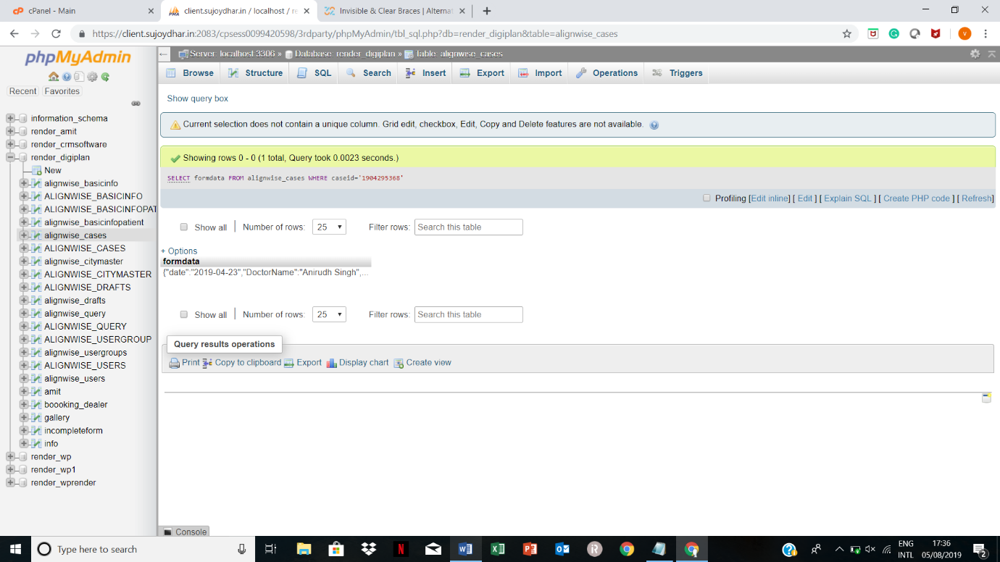 cPanel - Main
client.sujoydhar.in / localhost / re
Invisible & Clear Braces | Alternat
https://client.sujoydhar.in:2083/cpsess0099420598/3rdparty/phpMyAdmin/tbl_sql.php?db=render_digiplan&table=alignwise_cases
phpMyAdmin
Recent Favorites
information_schema
render_amit
render_crmsoftware
render_digiplan
New
alignwise_basicinfo
ALIGNWISE_BASICINFO
ALIGNWISE_BASICINFOPAT
alignwise_basicinfopatient
alignwise_cases
ALIGNWISE_CASES
alignwise_citymaster
ALIGNWISE_CITYMASTER
ALIGNWISE_DRAFTS
alignwise_drafts
alignwise_query
ALIGNWISE_QUERY
ALIGNWISE_USERGROUP
alignwise_usergroups
ALIGNWISE_USERS
alignwise_users
amit
boooking_dealer
gallery
incompleteform
info
render_wp
render_wp1
render_wprender
Server: localhost:3306 » Database: render_digiplan » Table: alignwise_cases
Browse Structure SQL Search Insert Export Import Operations Triggers
Show query box
Current selection does not contain a unique column. Grid edit, checkbox, Edit, Copy and Delete features are not available.
Showing rows 0 - 0 (1 total, Query took 0.0023 seconds.)
SELECT formdata FROM alignwise_cases WHERE caseid='1904295368'
Profiling [Edit inline] [ Edit ] [ Explain SQL ] [ Create PHP code ] [ Refresh]
Show all | Number of rows: 25 Filter rows: Search this table
+ Options
formdata
{"date":"2019-04-23","DoctorName":"Anirudh Singh",...
Show all | Number of rows: 25 Filter rows: Search this table
Query results operations
Print Copy to clipboard Export Display chart Create view
Console
Type here to search
ENG
INTL
17:36
05/08/2019
2